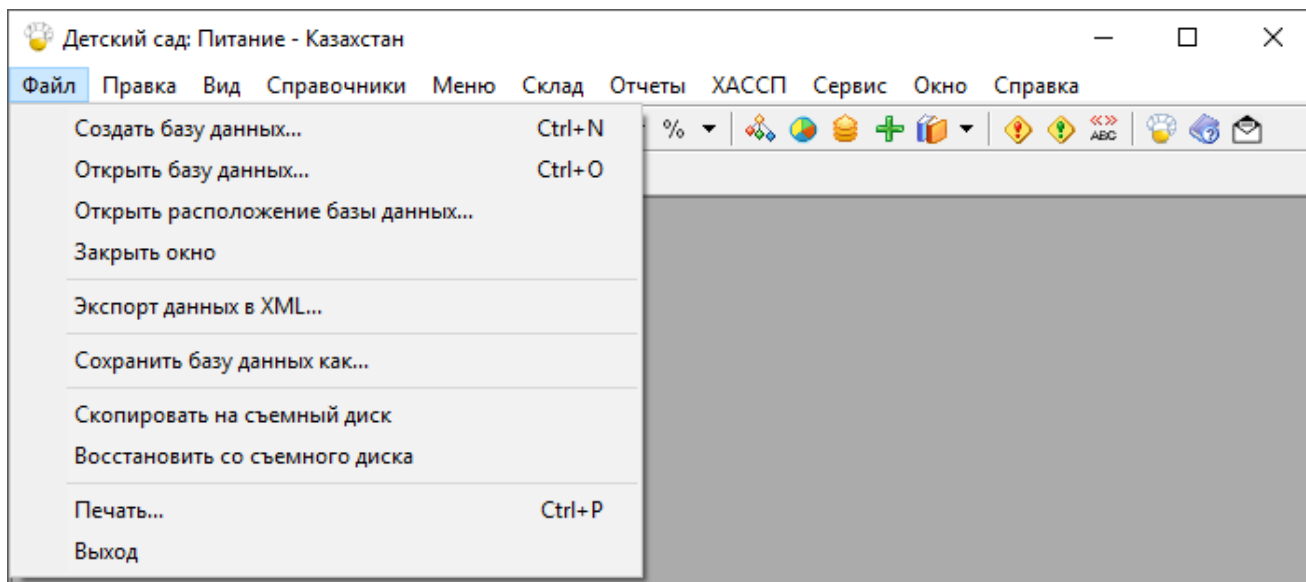 Детский сад: Питание - Казахстан
Файл Правка Вид Справочники Меню Склад Отчеты ХАССП Сервис Окно Справка
Создать базу данных... Ctrl+N
% «» ABC
Открыть базу данных... Ctrl+O
Открыть расположение базы данных...
Закрыть окно
Экспорт данных в XML...
Сохранить базу данных как...
Скопировать на съемный диск
Восстановить со съемного диска
Печать... Ctrl+P
Выход